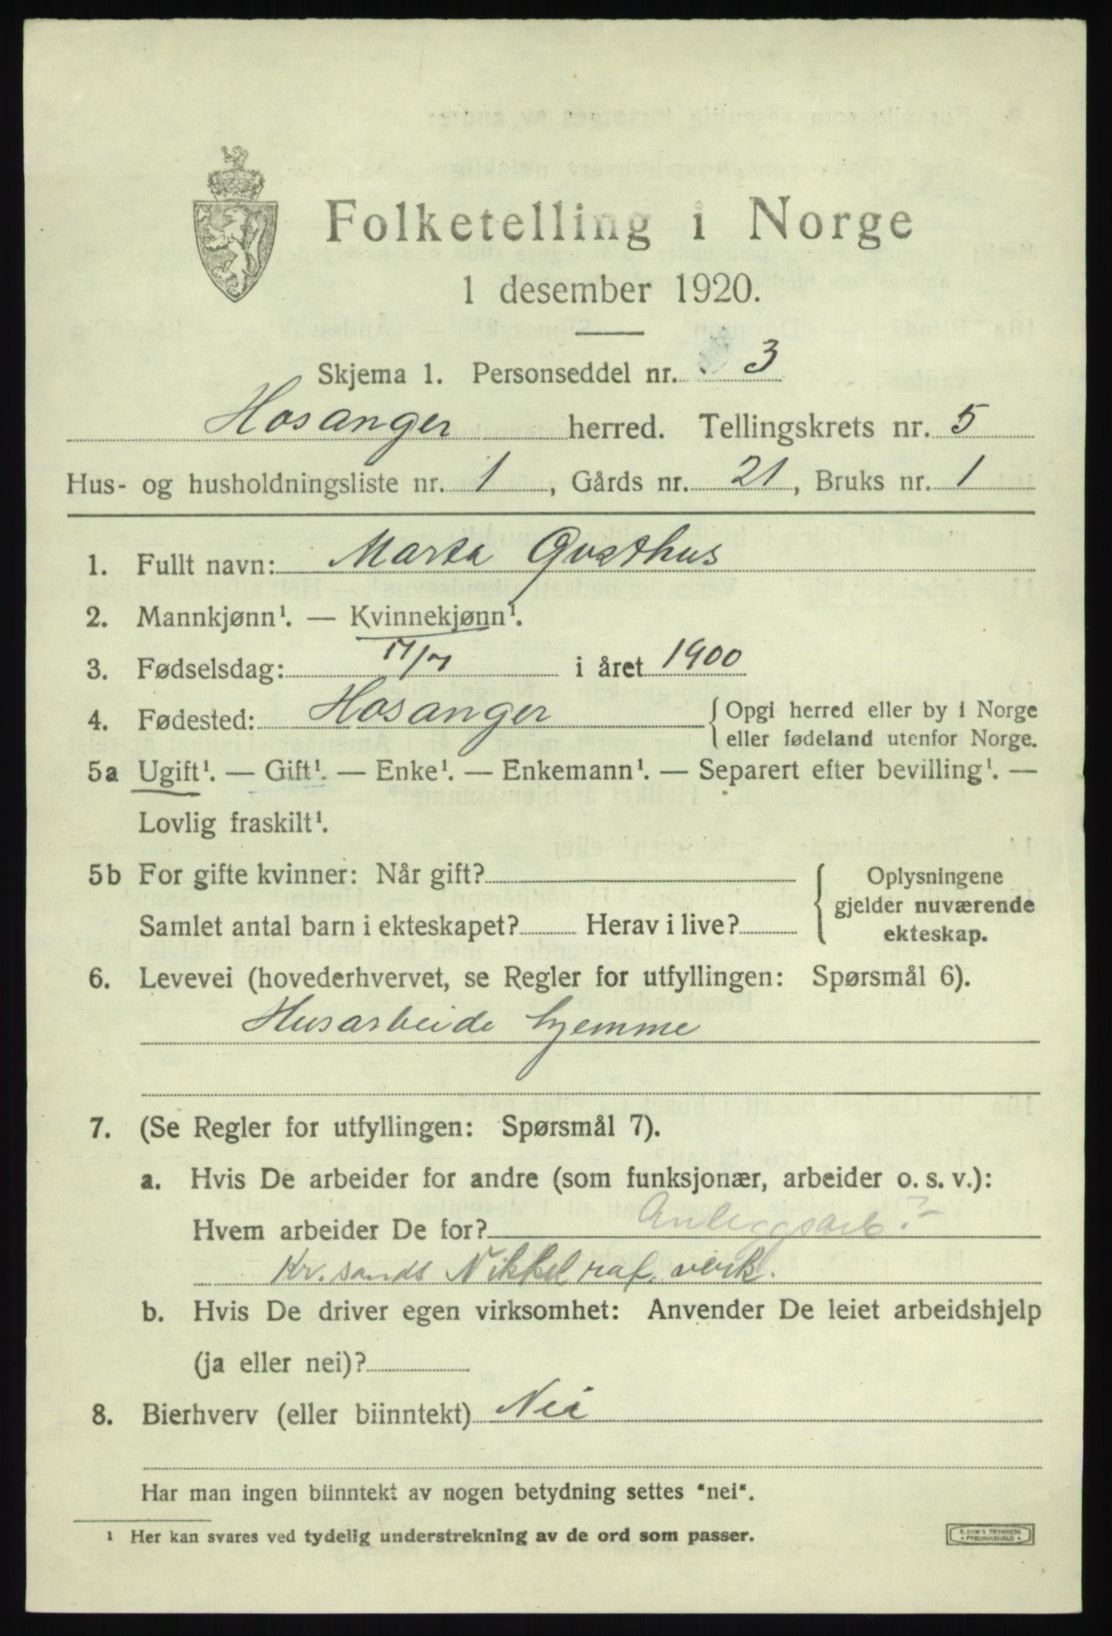 Folketelling i Norge
1 desember 1920.
Skjema 1. Personseddel nr. 3
Hosanger herred. Tellingskrets nr. 5
Hus- og husholdningsliste nr. 1, Gårds nr. 21, Bruks nr. 1
1. Fullt navn: Marta
2. Mannkjønn¹. — Kvinnekjønn¹.
3. Fødselsdag: 17/7 i året 1900
4. Fødested: Hosanger { Opgi herred eller by i Norge
eller fødeland utenfor Norge.
5a Ugift¹. — Gift¹. — Enke¹. — Enkemann¹. — Separert efter bevilling¹. —
Lovlig fraskilt¹.
5b For gifte kvinner: Når gift?
Samlet antal barn i ekteskapet? Herav i live?
{ Oplysningene
gjelder nuværende
ekteskap.
6. Levevei (hovederhvervet, se Regler for utfyllingen: Spørsmål 6).
Husarbeide hjemme
7. (Se Regler for utfyllingen: Spørsmål 7).
a. Hvis De arbeider for andre (som funksjonær, arbeider o. s. v.):
Hvem arbeider De for? Anleggsarb. ?
Kr.sands Nikkel raf. verk.
b. Hvis De driver egen virksomhet: Anvender De leiet arbeidshjelp
(ja eller nei)?
8. Bierhverv (eller biinntekt) Nei
Har man ingen biinntekt av nogen betydning settes "nei".
¹ Her kan svares ved tydelig understrekning av de ord som passer.